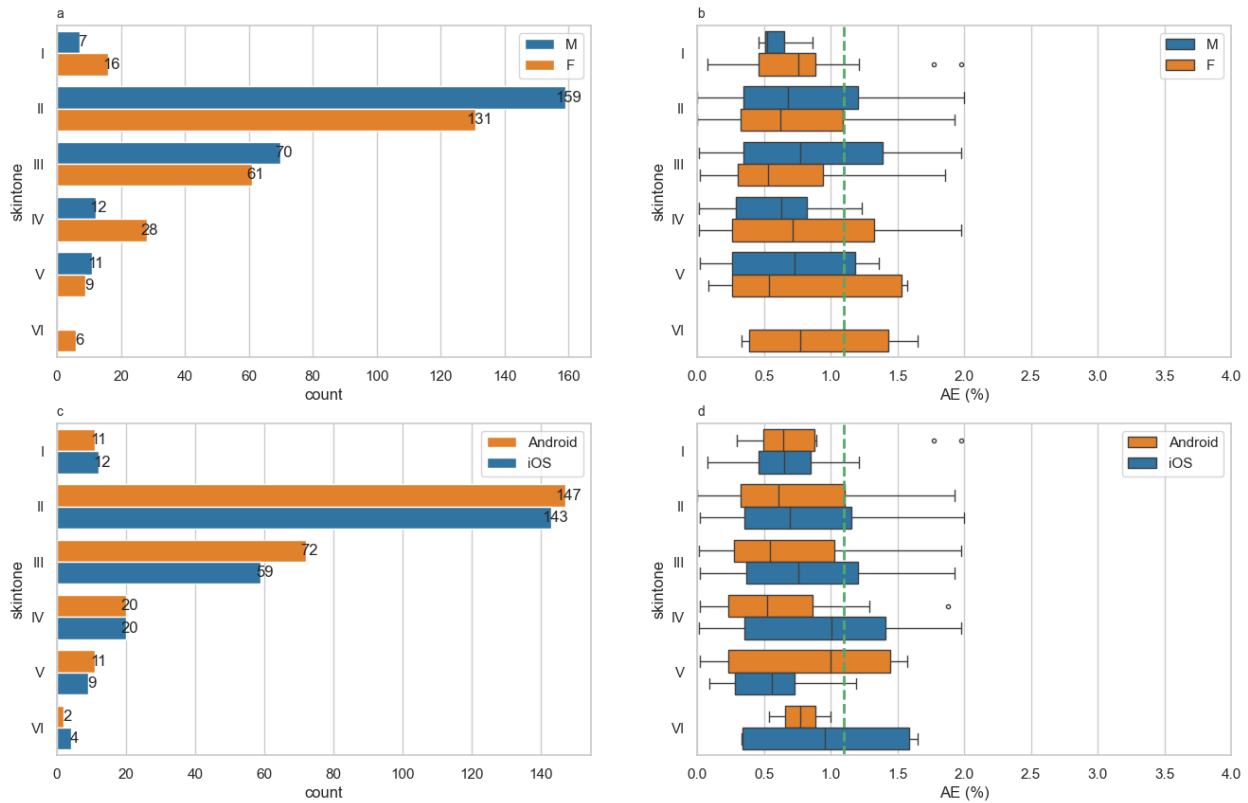 a
M
F
skintone
I
II
III
IV
V
VI
7
16
159
131
70
61
12
28
11
9
6
0 20 40 60 80 100 120 140 160
count
b
M
F
skintone
I
II
III
IV
V
VI
0.0 0.5 1.0 1.5 2.0 2.5 3.0 3.5 4.0
AE (%)
c
Android
iOS
skintone
I
II
III
IV
V
VI
11
12
147
143
72
59
20
20
11
9
2
4
0 20 40 60 80 100 120 140
count
d
Android
iOS
skintone
I
II
III
IV
V
VI
0.0 0.5 1.0 1.5 2.0 2.5 3.0 3.5 4.0
AE (%)